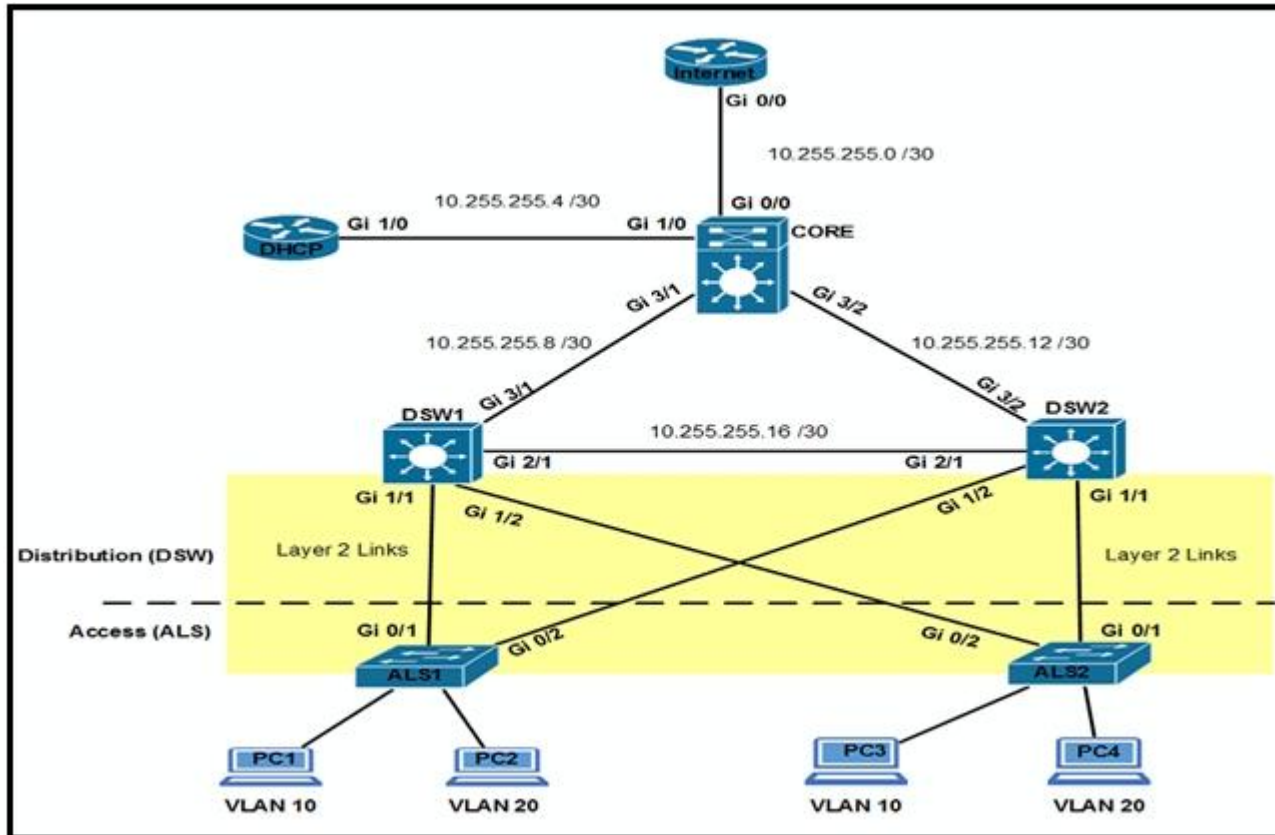 Internet
Gi 0/0
10.255.255.0 /30
10.255.255.4 /30
Gi 0/0
Gi 1/0
Gi 1/0
CORE
DHCP
Gi 3/1
Gi 3/2
10.255.255.8 /30
10.255.255.12 /30
Gi 3/1
Gi 3/2
DSW1
DSW2
10.255.255.16 /30
Gi 2/1
Gi 2/1
Gi 1/1
Gi 1/2
Gi 1/2
Gi 1/1
Layer 2 Links
Layer 2 Links
Distribution (DSW)
Access (ALS)
Gi 0/1
Gi 0/2
Gi 0/2
Gi 0/1
ALS1
ALS2
PC1
PC2
PC3
PC4
VLAN 10
VLAN 20
VLAN 10
VLAN 20